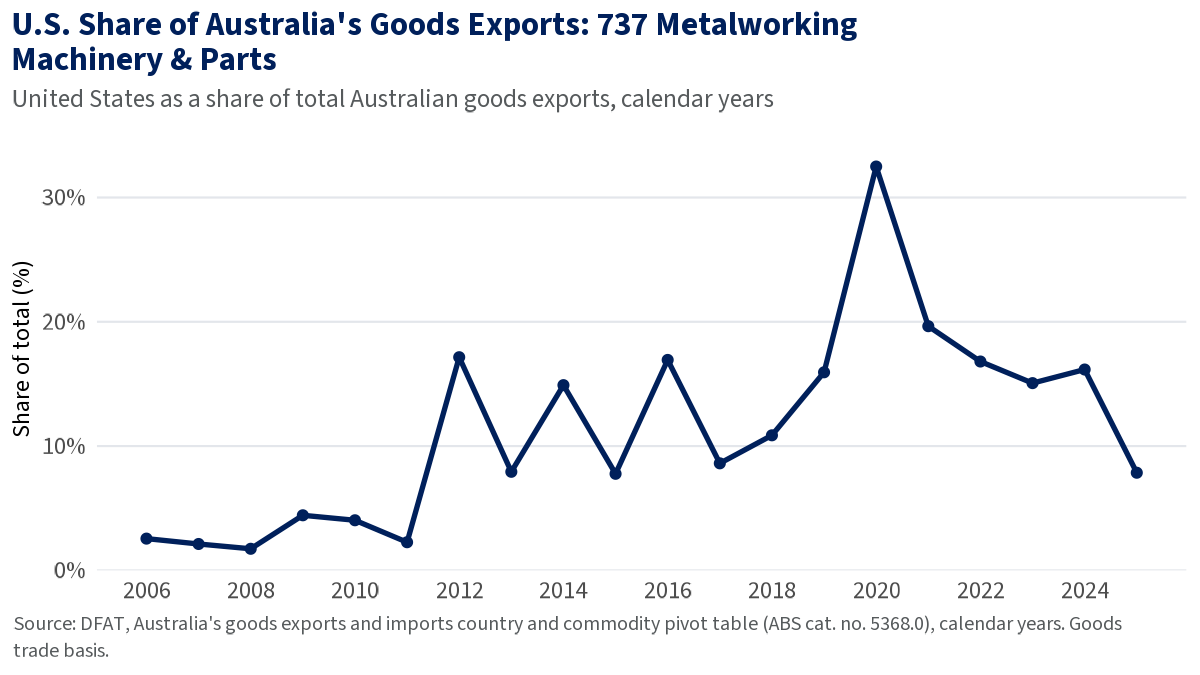 U.S. Share of Australia's Goods Exports: 737 Metalworking
Machinery & Parts
United States as a share of total Australian goods exports, calendar years
Share of total (%)
30%
20%
10%
0%
2006 2008 2010 2012 2014 2016 2018 2020 2022 2024
Source: DFAT, Australia's goods exports and imports country and commodity pivot table (ABS cat. no. 5368.0), calendar years. Goods
trade basis.